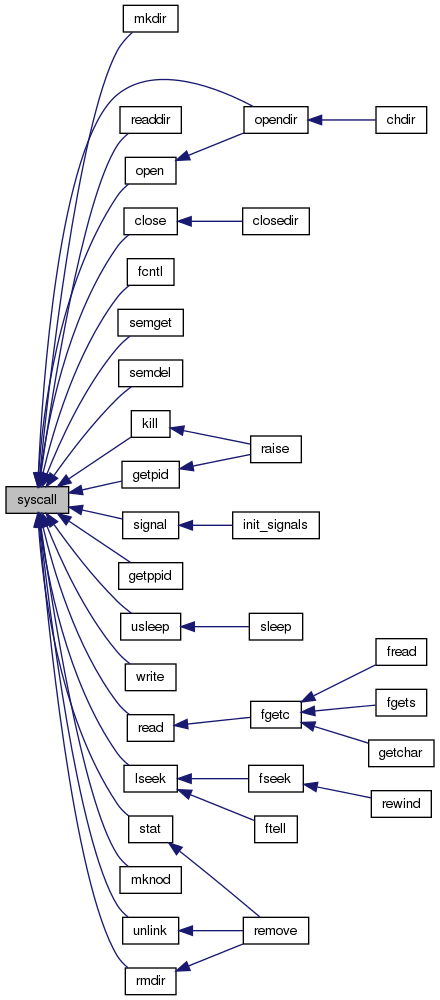 mkdir
readdir
opendir
chdir
open
close
closedir
fcntl
semget
semdel
kill
raise
getpid
syscall
signal
init_signals
getppid
usleep
sleep
write
fread
read
fgetc
fgets
getchar
lseek
fseek
rewind
stat
ftell
mknod
unlink
remove
rmdir